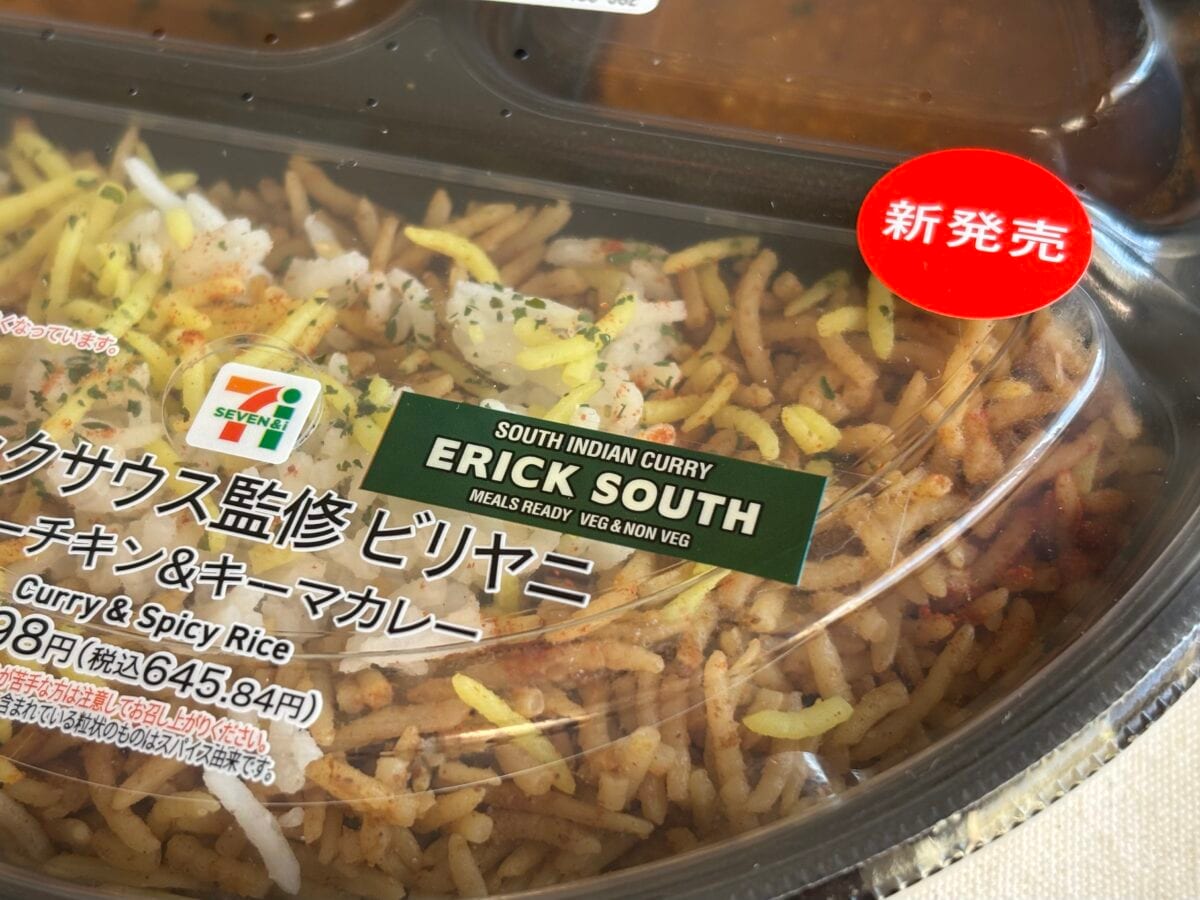 新発売
くなっています。
SEVEN&i
SOUTH INDIAN CURRY
ERICK SOUTH
MEALS READY VEG & NON VEG
クサウス監修 ビリヤニ
ーチキン&キーマカレー
Curry & Spicy Rice
98円(税込645.84円)
が苦手な方は注意してお召し上がりください。
含まれている粒状のものはスパイス由来です。